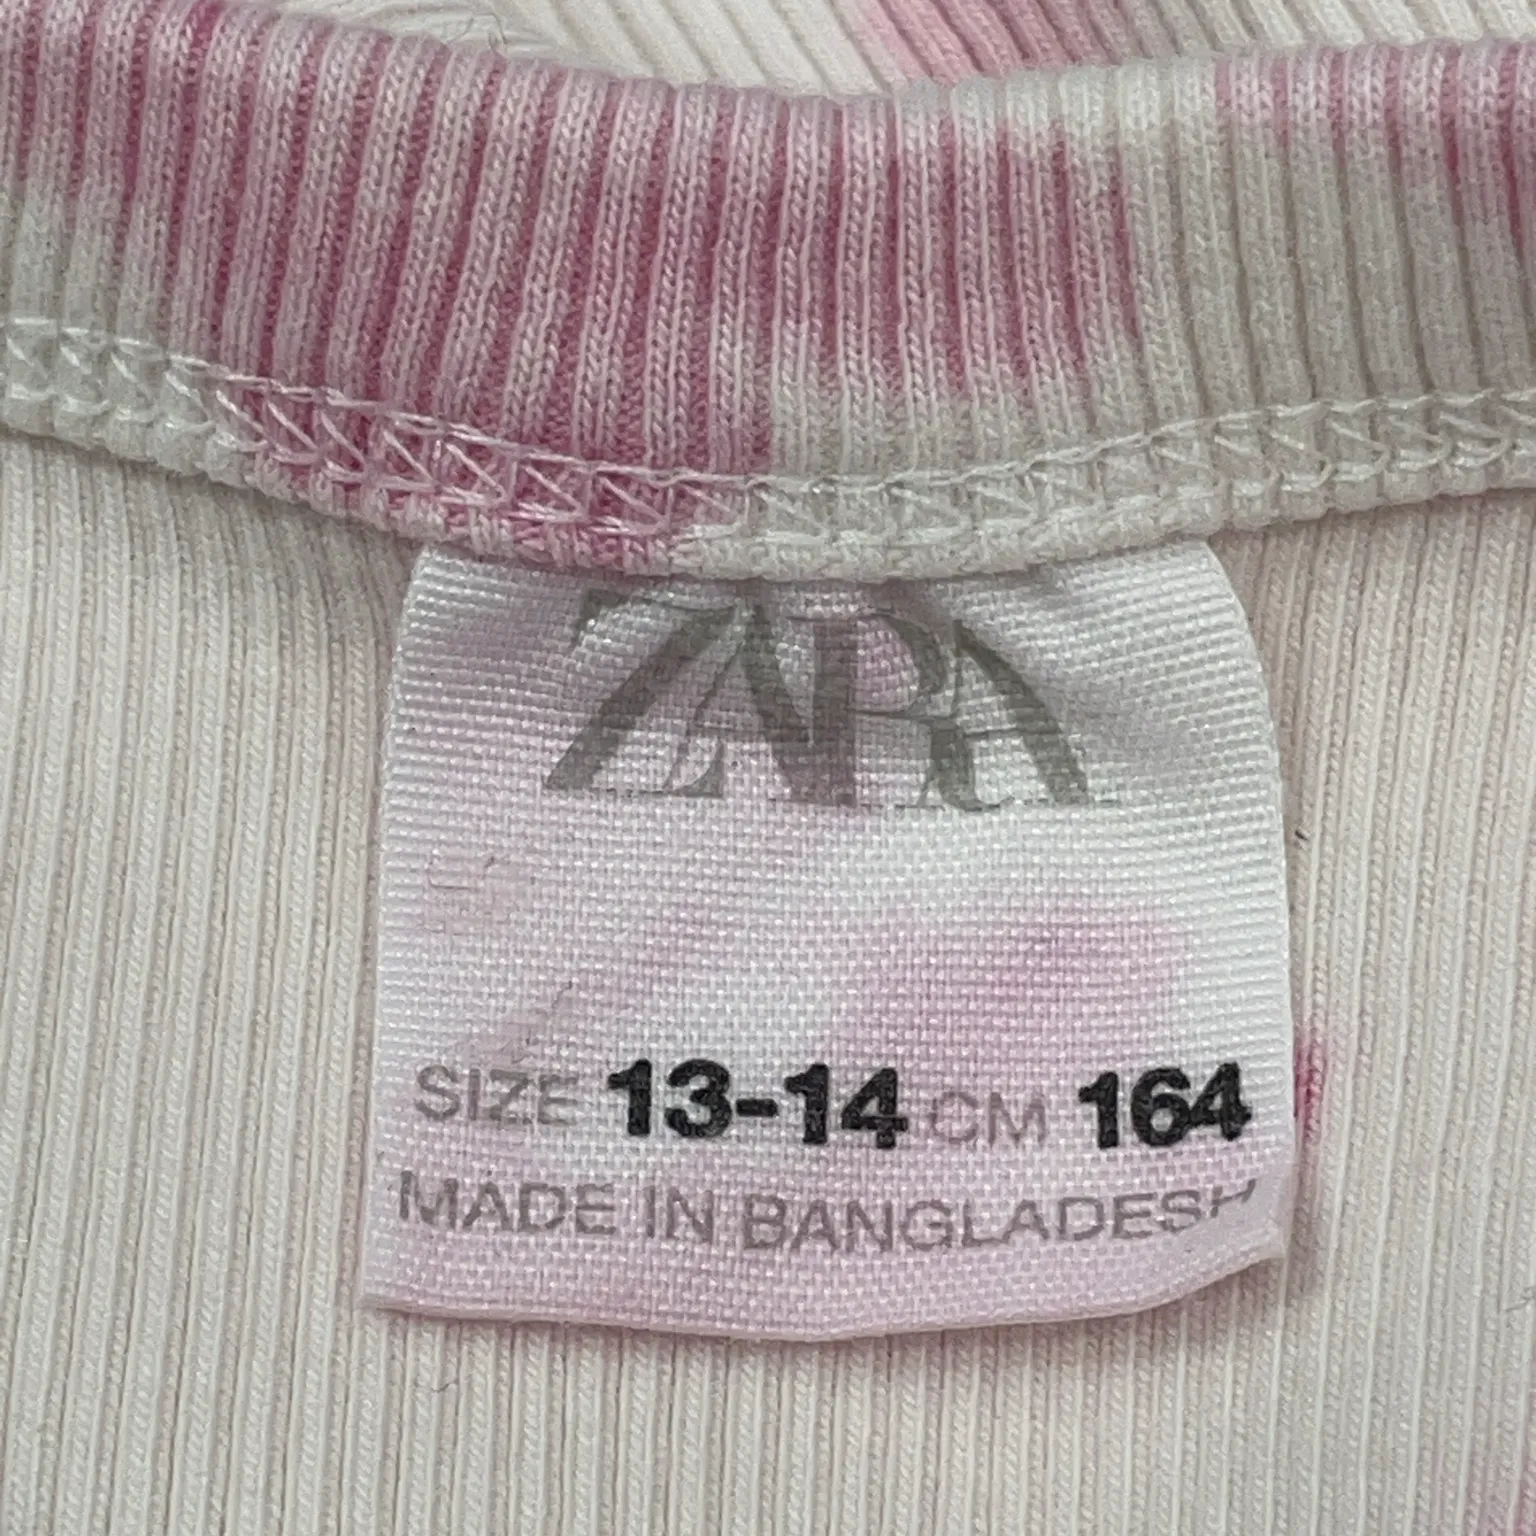 ZARA
SIZE 13-14 CM 164
MADE IN BANGLADESH